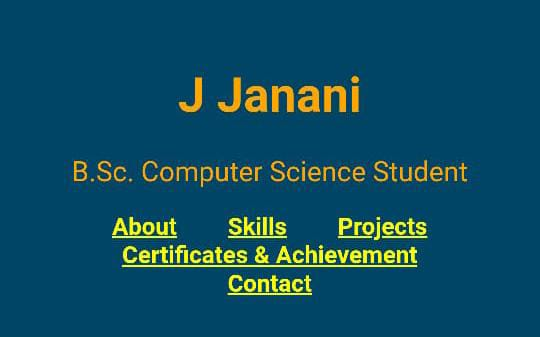 J Janani
B.Sc. Computer Science Student
About Skills Projects
Certificates & Achievement
Contact